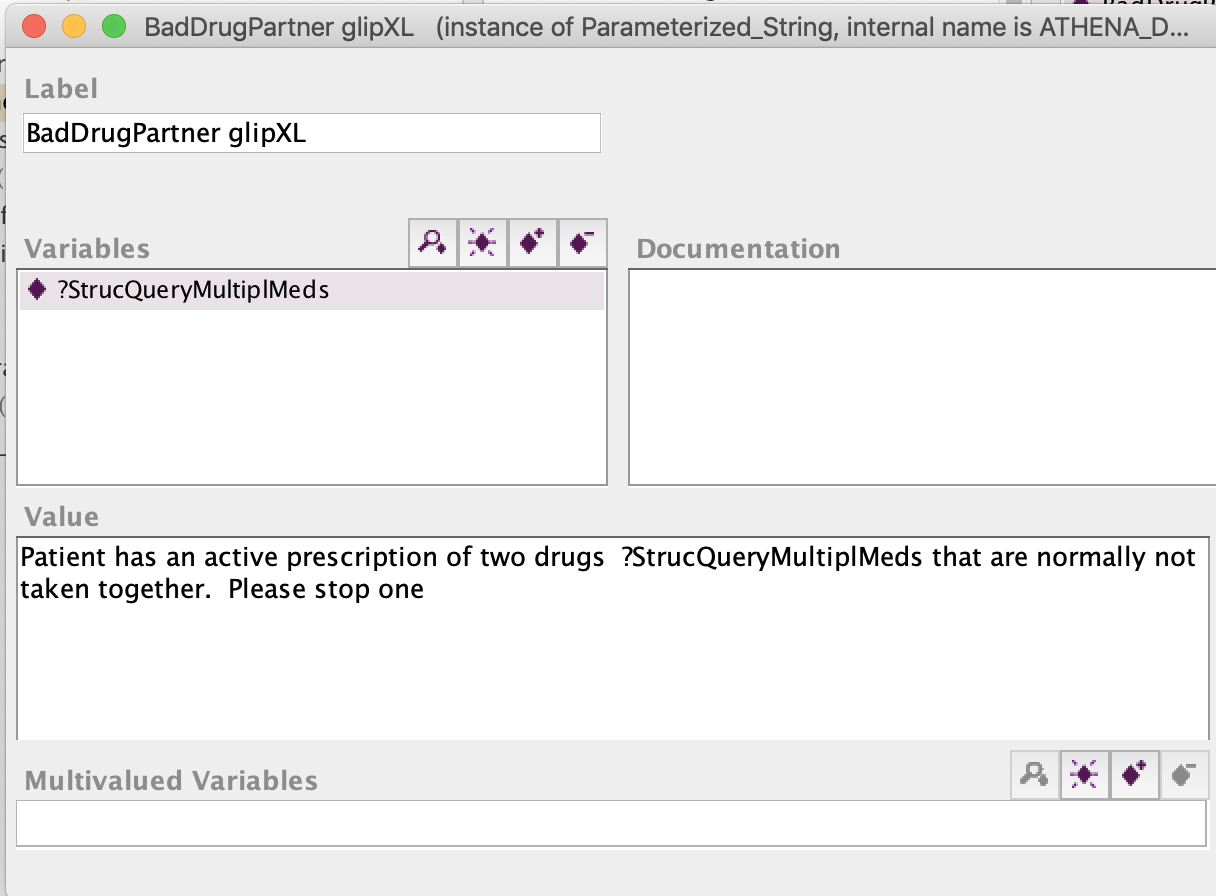 BadDrugPartner glipXL (instance of Parameterized_String, internal name is ATHENA_D...
Label
BadDrugPartner glipXL
Variables
Documentation
?StrucQueryMultiplMeds
Value
Patient has an active prescription of two drugs ?StrucQueryMultiplMeds that are normally not
taken together. Please stop one
Multivalued Variables